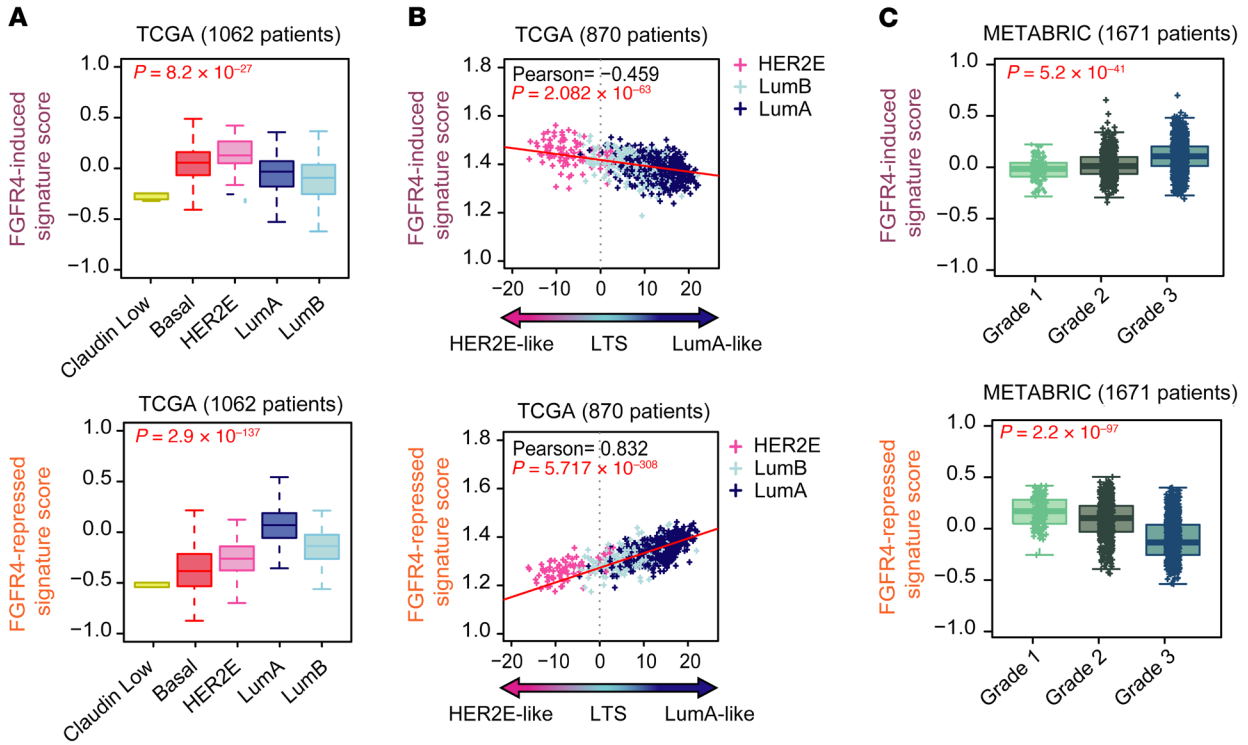 A
TCGA (1062 patients)
P = 8.2 × 10–27
FGFR4-induced
signature score
1.0
0.5
0.0
−0.5
−1.0
Claudin Low
Basal
HER2E
LumA
LumB
TCGA (1062 patients)
P = 2.9 × 10–137
FGFR4-repressed
signature score
1.0
0.5
0.0
−0.5
−1.0
Claudin Low
Basal
HER2E
LumA
LumB
B
TCGA (870 patients)
Pearson= −0.459
P = 2.082 × 10–63
HER2E
LumB
LumA
FGFR4-induced
signature score
1.8
1.6
1.4
1.2
1.0
−20 −10 0 10 20
HER2E-like LTS LumA-like
TCGA (870 patients)
Pearson= 0.832
P = 5.717 × 10–308
HER2E
LumB
LumA
FGFR4-repressed
signature score
1.8
1.6
1.4
1.2
1.0
−20 −10 0 10 20
HER2E-like LTS LumA-like
C
METABRIC (1671 patients)
P = 5.2 × 10–41
FGFR4-induced
signature score
1.0
0.5
0.0
−0.5
−1.0
Grade 1
Grade 2
Grade 3
METABRIC (1671 patients)
P = 2.2 × 10–97
FGFR4-repressed
signature score
1.0
0.5
0.0
−0.5
−1.0
Grade 1
Grade 2
Grade 3